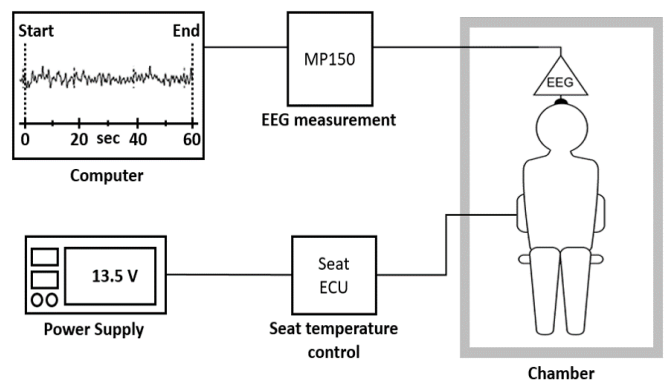 Start End
0 20 sec 40 60
Computer
MP150
EEG measurement
EEG
13.5 V
Power Supply
Seat
ECU
Seat temperature
control
Chamber